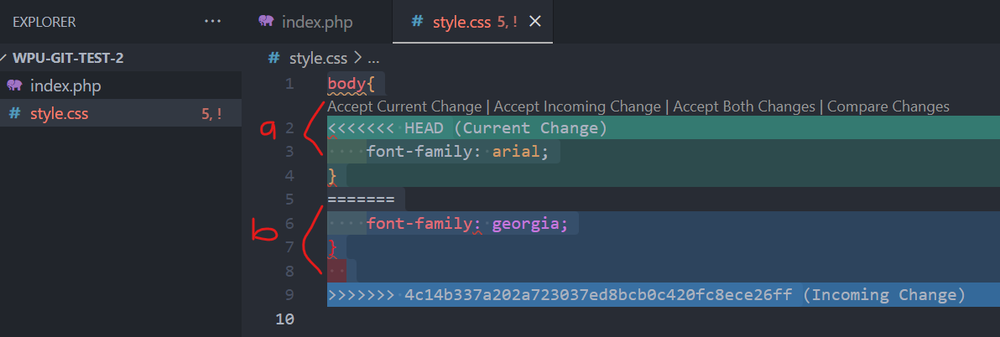 EXPLORER ...
index.php
# style.css 5, !
WPU-GIT-TEST-2
index.php
# style.css 5, !
# style.css > ...
1 body{
Accept Current Change | Accept Incoming Change | Accept Both Changes | Compare Changes
a
2 <<<<<<< HEAD (Current Change)
3 ····font-family:·arial;
4 }
5 =======
b
6 ····font-family:·georgia;
7 }
8 ··
9 >>>>>>> 4c14b337a202a723037ed8bcb0c420fc8ece26ff (Incoming Change)
10